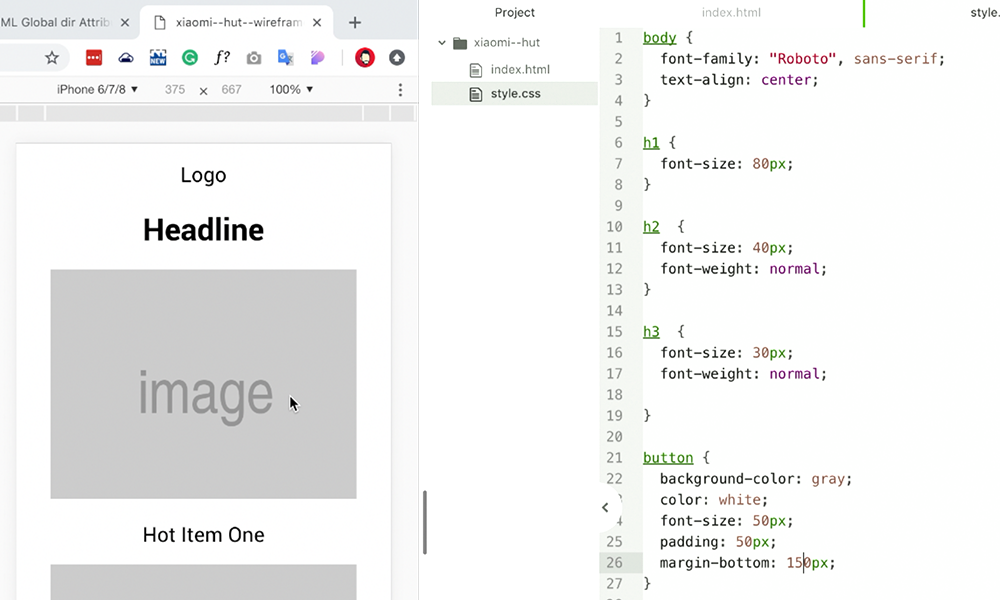 ML Global dir Attrib
xiaomi--hut--wirefram
NEW
f?
iPhone 6/7/8 ▼ 375 × 667 100% ▼
Logo
Headline
image
Hot Item One
Project
xiaomi--hut
index.html
style.css
index.html
style.
1 body {
2 font-family: "Roboto", sans-serif;
3 text-align: center;
4 }
5
6 h1 {
7 font-size: 80px;
8 }
9
10 h2 {
11 font-size: 40px;
12 font-weight: normal;
13 }
14
15 h3 {
16 font-size: 30px;
17 font-weight: normal;
18
19 }
20
21 button {
22 background-color: gray;
3 color: white;
4 font-size: 50px;
25 padding: 50px;
26 margin-bottom: 150px;
27 }